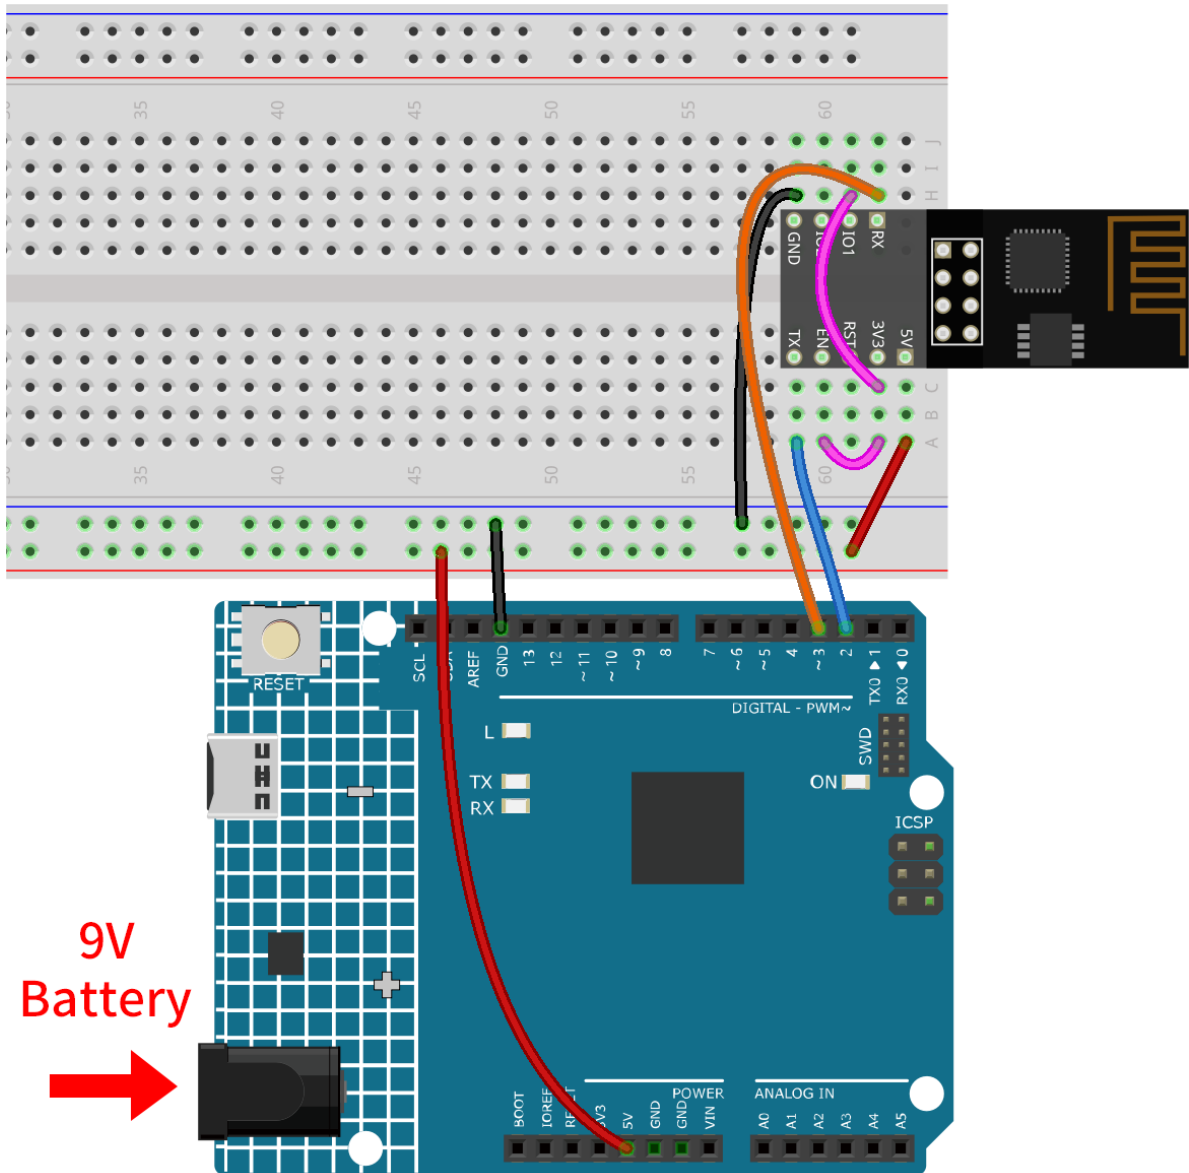 35
40
45
50
55
60
J
I
H
GND
IO1
RX
TX
EN
RST
3V3
5V
C
B
A
35
40
45
50
55
60
RESET
SCL
AREF
GND
13
12
~11
~10
~9
8
7
~6
~5
4
~3
2
TX0 ▶ 1
RX0 ◀ 0
DIGITAL - PWM~
L
TX
RX
SWD
ON
ICSP
9V
Battery
POWER
ANALOG IN
BOOT
IOREF
5V
GND
GND
VIN
A0
A1
A2
A3
A4
A5